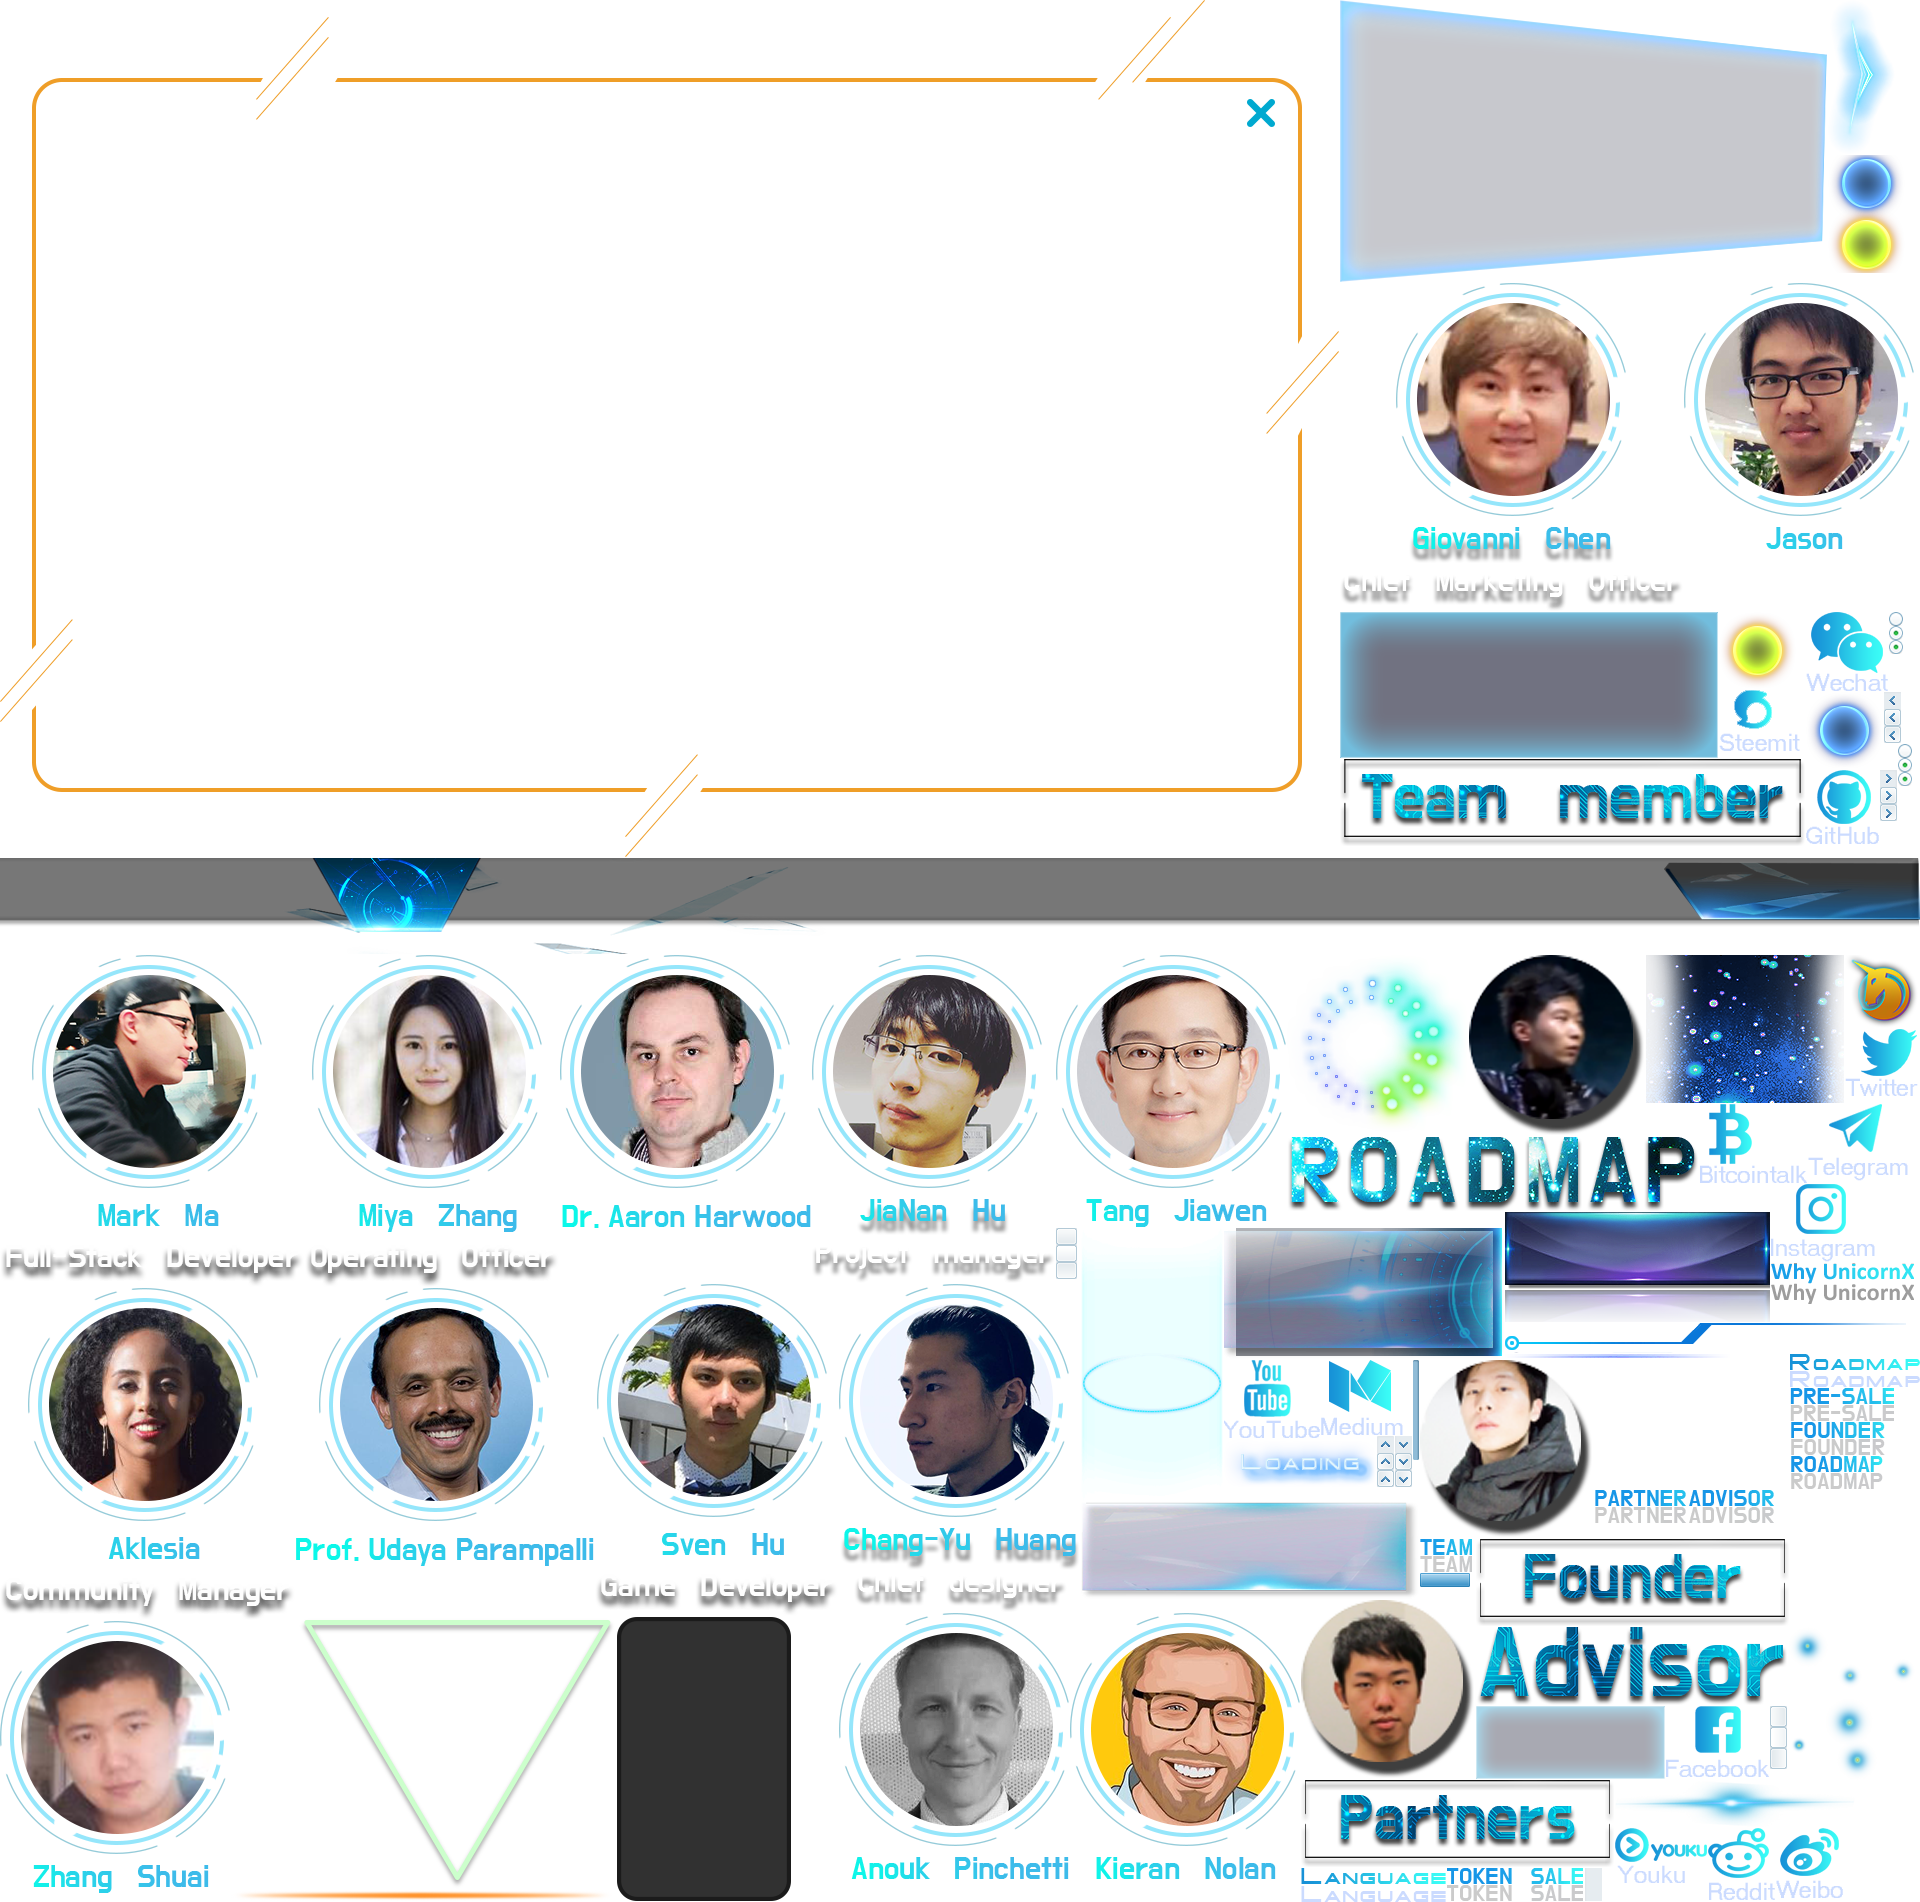 Giovanni Chen
Jason
Chief Marketing Officer
Wechat
Steemit
Team member
GitHub
Twitter
ROADMAP
Bitcointalk
Telegram
Mark Ma
Miya Zhang
Dr. Aaron Harwood
JiaNan Hu
Tang Jiawen
Full-Stack Developer
Operating Officer
Project manager
Instagram
Why UnicornX
Why UnicornX
You
Tube
YouTube
Medium
LOADING
ROADMAP
ROADMAP
PRE-SALE
PRE-SALE
FOUNDER
FOUNDER
ROADMAP
ROADMAP
PARTNER
ADVISOR
PARTNER
ADVISOR
Aklesia
Prof. Udaya Parampalli
Sven Hu
Chang-Yu Huang
TEAM
TEAM
Community Manager
Game Developer
Chief designer
Founder
Advisor
Facebook
Partners
YOUKU
Youku
Reddit
Weibo
Zhang Shuai
Anouk Pinchetti
Kieran Nolan
LANGUAGE
TOKEN SALE
LANGUAGE
TOKEN SALE